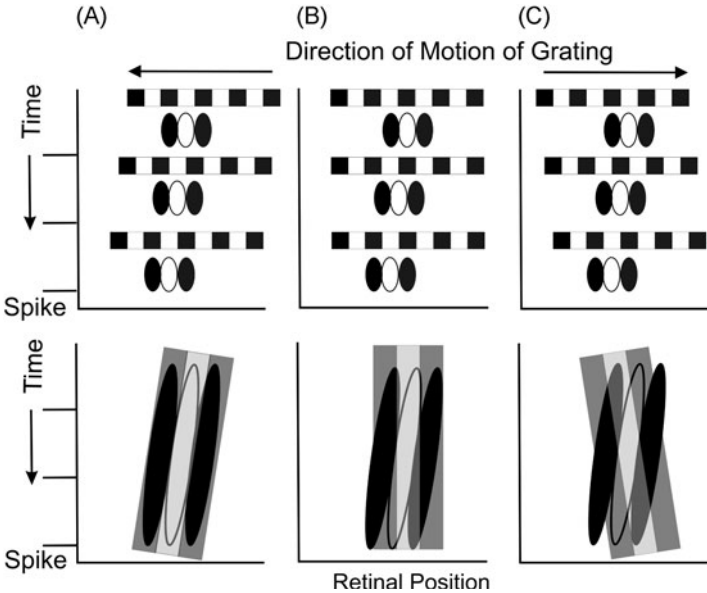 (A) (B) (C)
Direction of Motion of Grating
Time
Spike
Time
Spike
Retinal Position